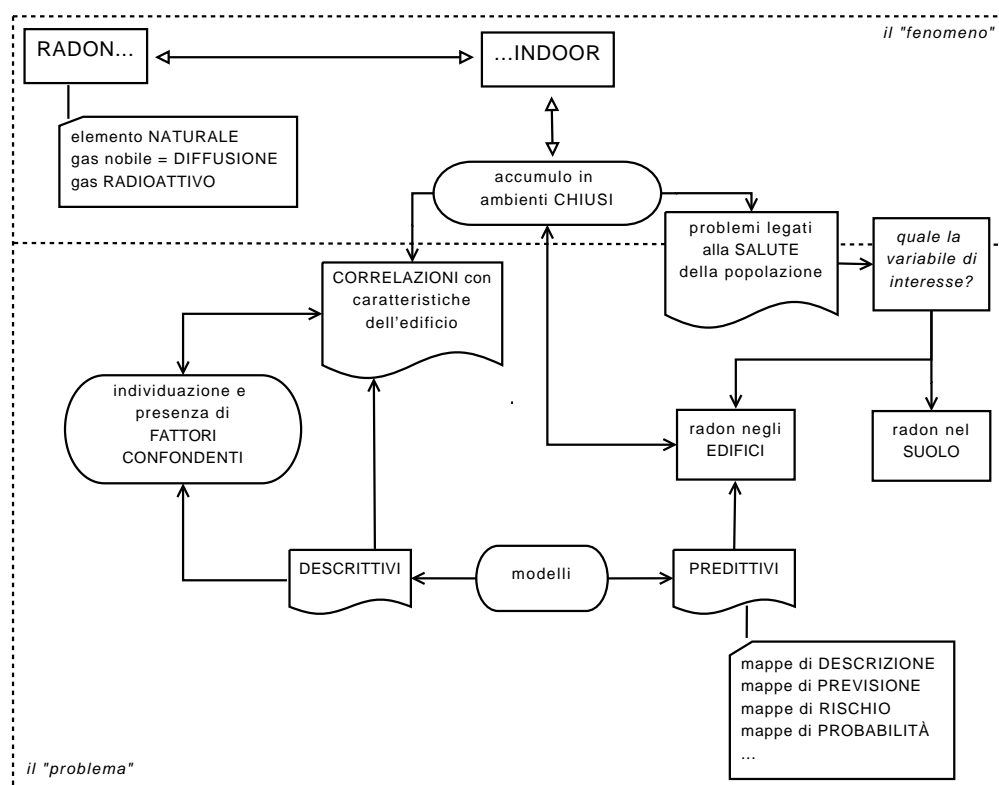 il "fenomeno"
RADON...
...INDOOR
elemento NATURALE
gas nobile = DIFFUSIONE
gas RADIOATTIVO
accumulo in
ambienti CHIUSI
problemi legati
alla SALUTE
della popolazione
quale la
variabile di
interesse?
CORRELAZIONI con
caratteristiche
dell'edificio
individuazione e
presenza di
FATTORI
CONFONDENTI
radon negli
EDIFICI
radon nel
SUOLO
DESCRITTIVI
modelli
PREDITTIVI
mappe di DESCRIZIONE
mappe di PREVISIONE
mappe di RISCHIO
mappe di PROBABILITÀ
...
il "problema"